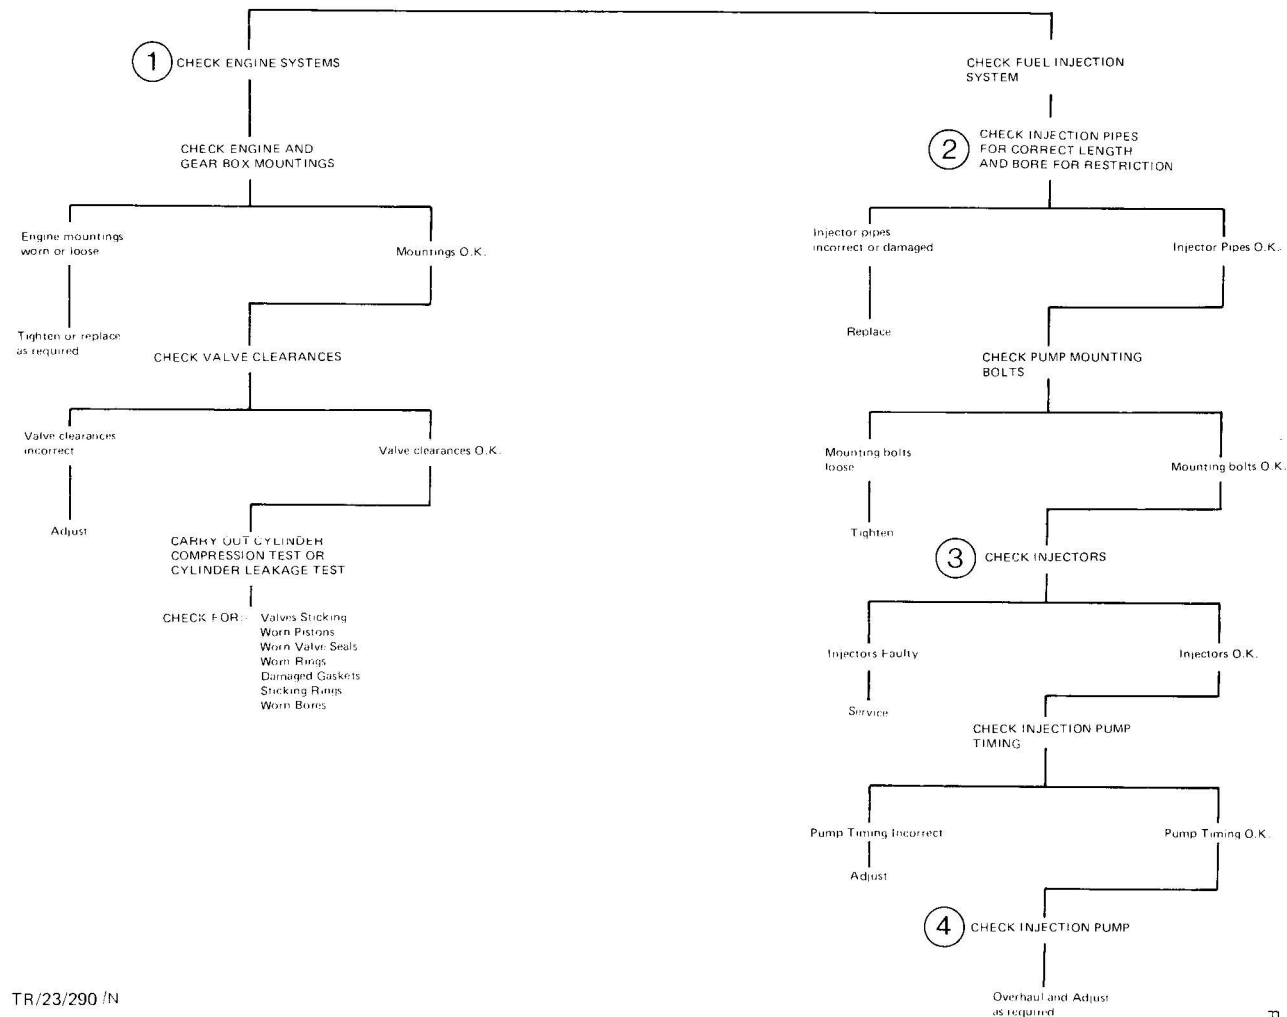 1 CHECK ENGINE SYSTEMS
CHECK ENGINE AND
GEAR BOX MOUNTINGS
Engine mountings
worn or loose
Mountings O.K.
Tighten or replace
as required
CHECK VALVE CLEARANCES
Valve clearances
incorrect
Valve clearances O.K.
Adjust
CARRY OUT CYLINDER
COMPRESSION TEST OR
CYLINDER LEAKAGE TEST
CHECK FOR:- Valves Sticking
Worn Pistons
Worn Valve Seals
Worn Rings
Damaged Gaskets
Sticking Rings
Worn Bores
CHECK FUEL INJECTION
SYSTEM
2 CHECK INJECTION PIPES
FOR CORRECT LENGTH
AND BORE FOR RESTRICTION
Injector pipes
incorrect or damaged
Injector Pipes O.K.
Replace
CHECK PUMP MOUNTING
BOLTS
Mounting bolts
loose
Mounting bolts O.K.
Tighten
3 CHECK INJECTORS
Injectors Faulty
Injectors O.K.
Service
CHECK INJECTION PUMP
TIMING
Pump Timing Incorrect
Pump Timing O.K.
Adjust
4 CHECK INJECTION PUMP
Overhaul and Adjust
as required
TR/23/290/N